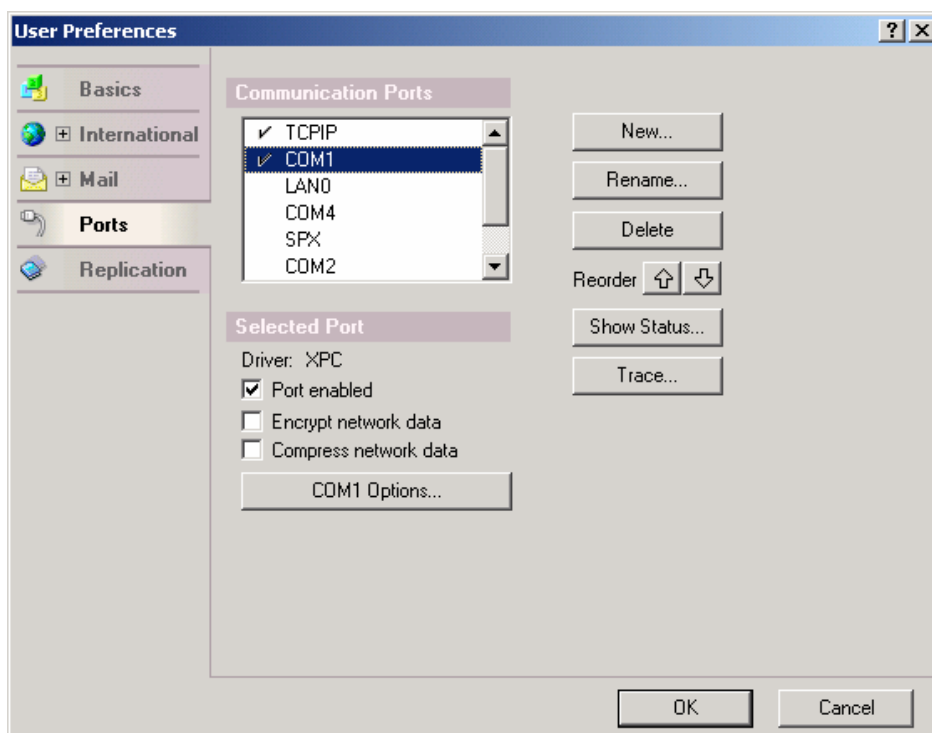 User Preferences
Basics
International
Mail
Ports
Replication
Communication Ports
TCPIP
COM1
LAN0
COM4
SPX
COM2
New...
Rename...
Delete
Reorder
Show Status...
Trace...
Selected Port
Driver: XPC
Port enabled
Encrypt network data
Compress network data
COM1 Options...
OK
Cancel